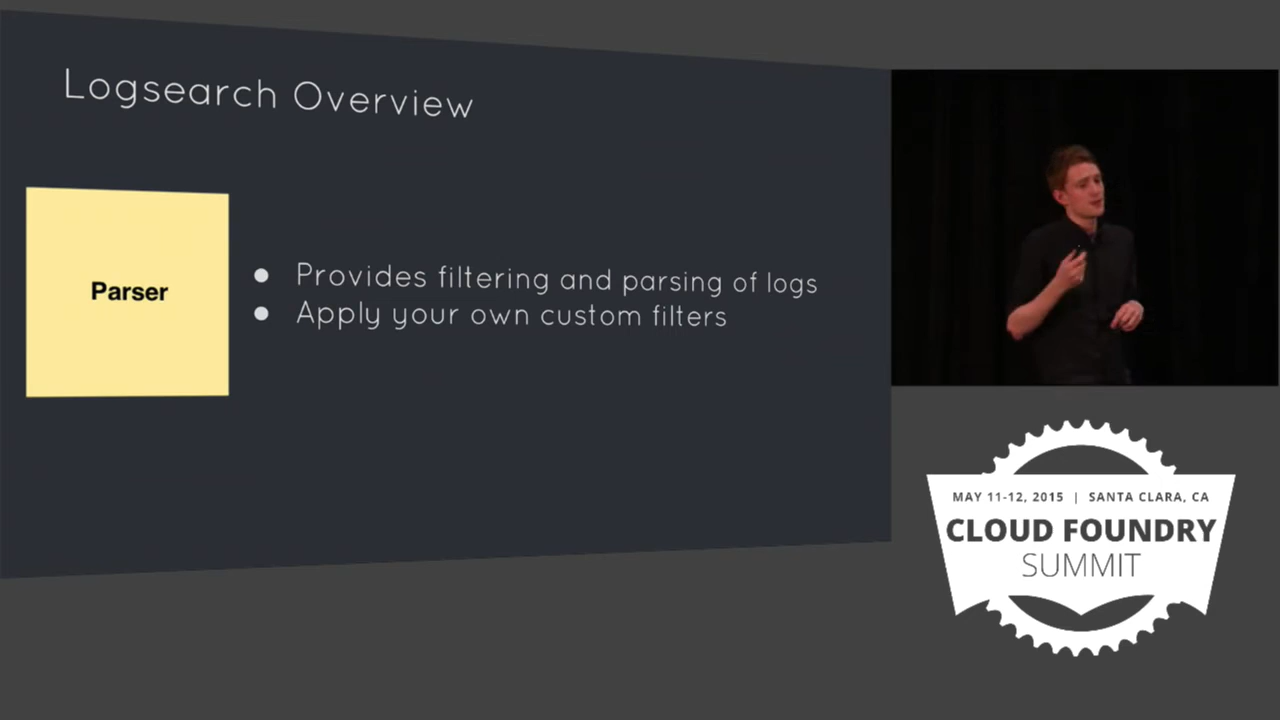 Logsearch Overview
Parser
● Provides filtering and parsing of logs
● Apply your own custom filters
MAY 11-12, 2015 | SANTA CLARA, CA
CLOUD FOUNDRY
SUMMIT